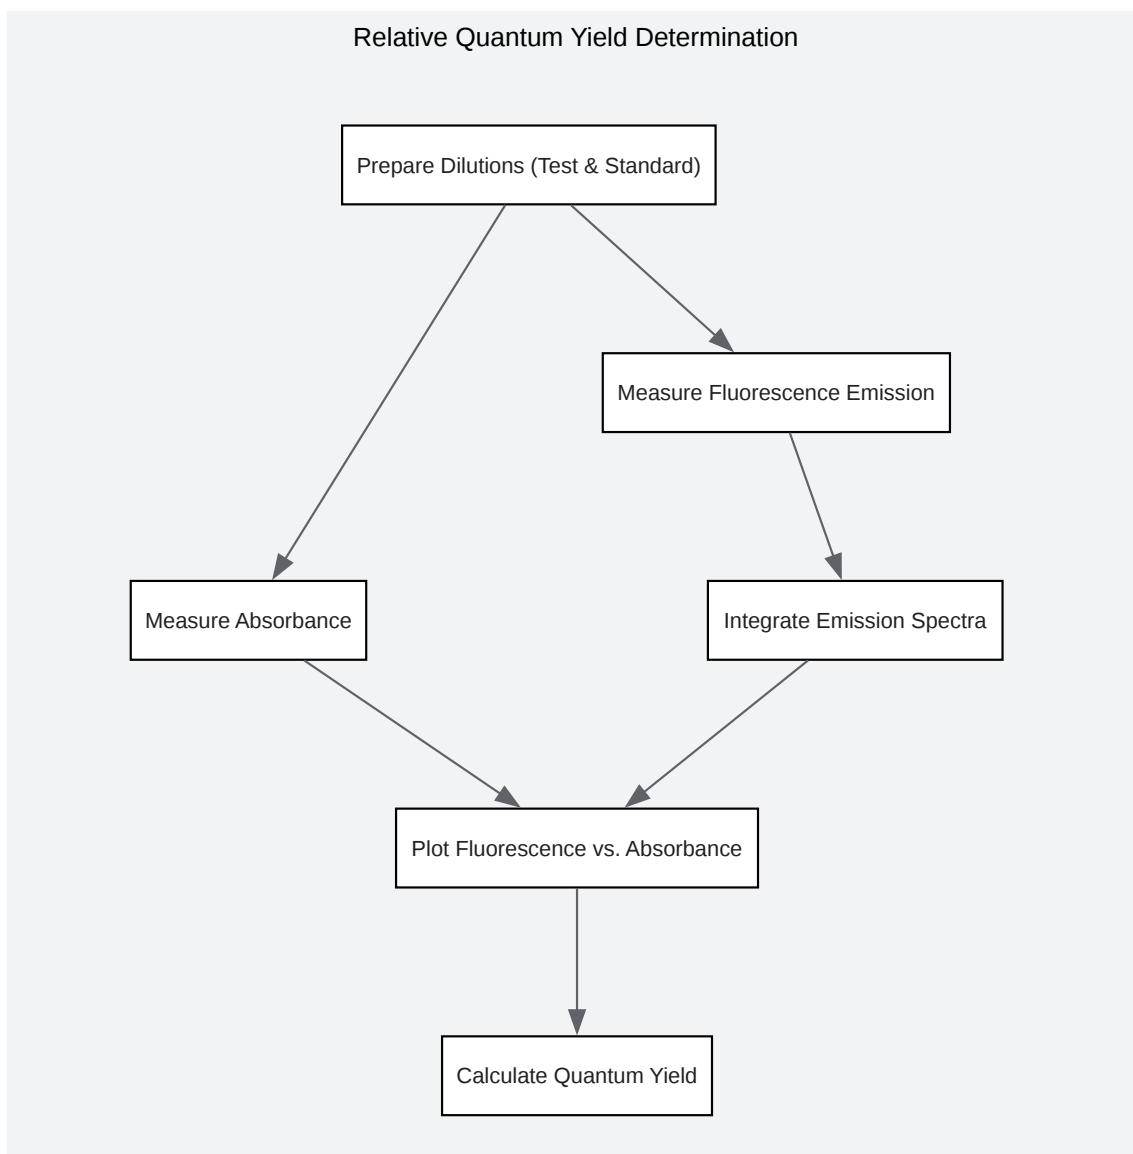 Relative Quantum Yield Determination
Prepare Dilutions (Test & Standard)
Measure Fluorescence Emission
Measure Absorbance
Integrate Emission Spectra
Plot Fluorescence vs. Absorbance
Calculate Quantum Yield